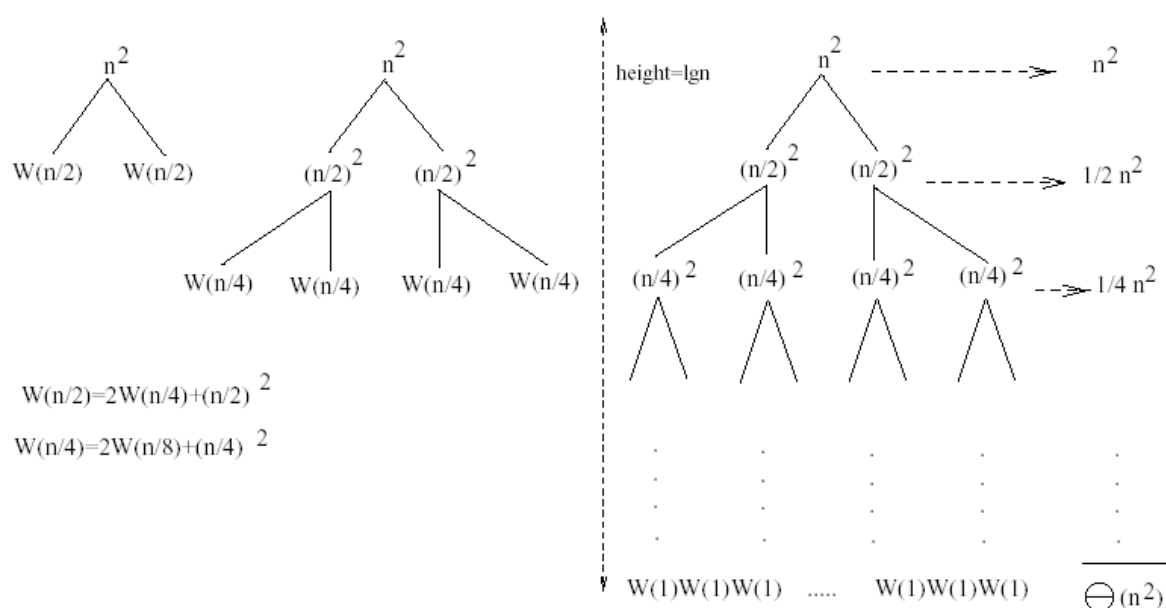 n²
W(n/2) W(n/2)
n²
(n/2)² (n/2)²
W(n/4) W(n/4) W(n/4) W(n/4)
W(n/2)=2W(n/4)+(n/2)²
W(n/4)=2W(n/8)+(n/4)²
height=lgn
n² n²
(n/2)² (n/2)² 1/2 n²
(n/4)² (n/4)² (n/4)² (n/4)² 1/4 n²
W(1)W(1)W(1) ..... W(1)W(1)W(1) Θ(n²)